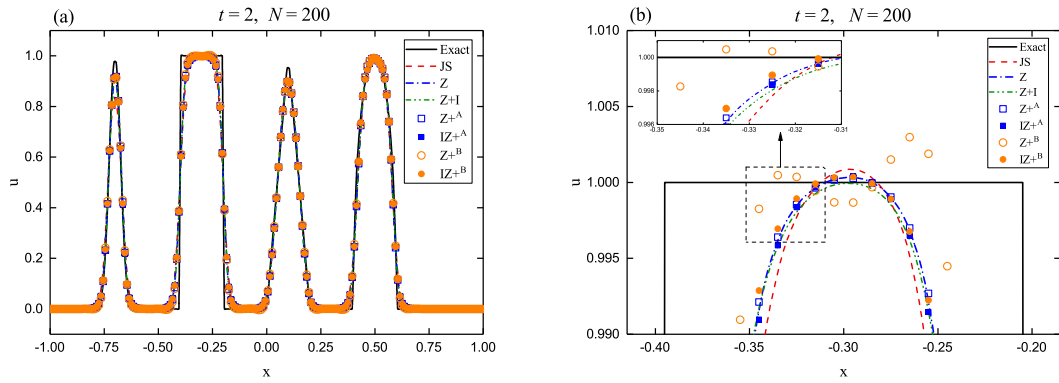 (a)
t = 2, N = 200
1.0
0.8
0.6
0.4
0.2
0.0
u
-1.00 -0.75 -0.50 -0.25 0.00 0.25 0.50 0.75 1.00
x
Exact
JS
Z
Z+I
Z+^A
IZ+^A
Z+^B
IZ+^B
(b)
t = 2, N = 200
1.010
1.005
1.000
0.995
0.990
u
-0.40 -0.35 -0.30 -0.25 -0.20
x
1.000
0.998
0.996
-0.35 -0.34 -0.33 -0.32 -0.31
Exact
JS
Z
Z+I
Z+^A
IZ+^A
Z+^B
IZ+^B